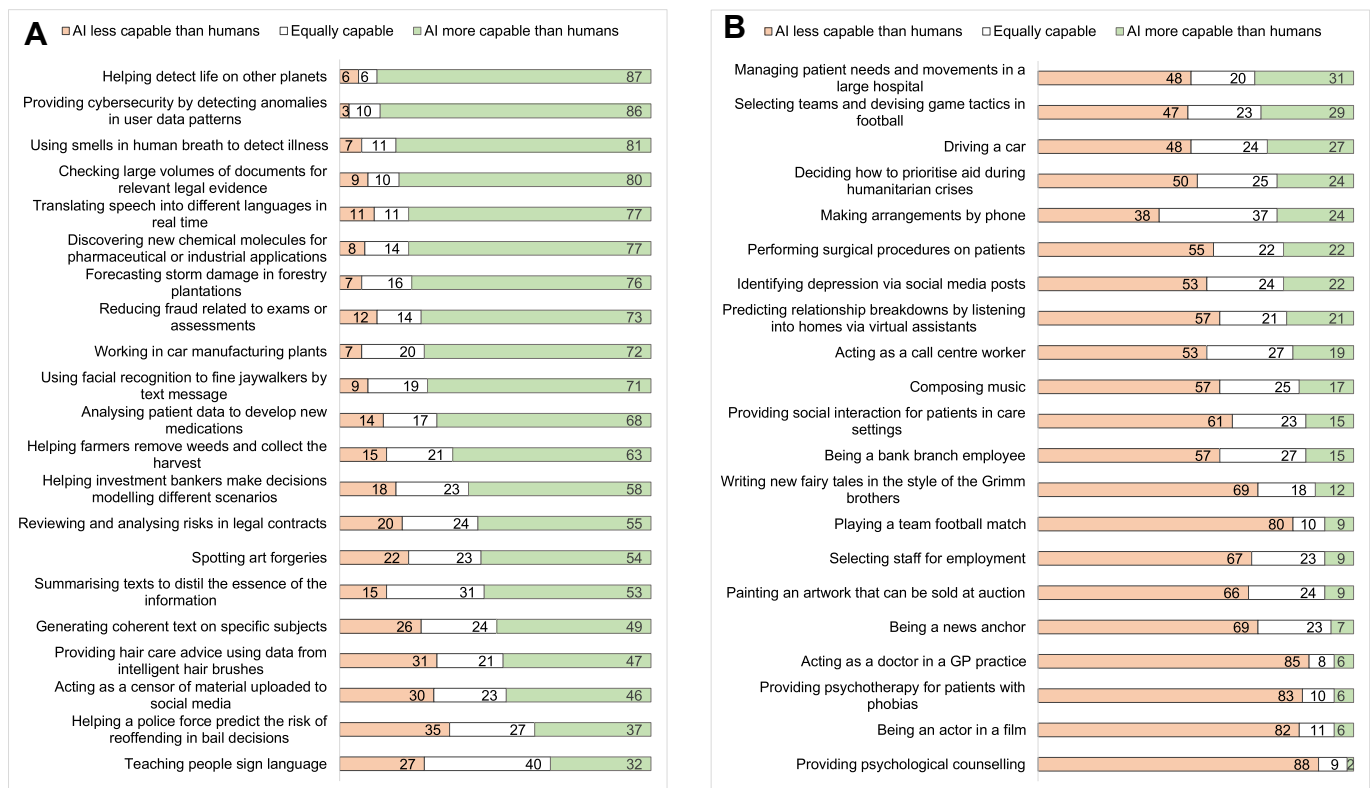 A
AI less capable than humans Equally capable AI more capable than humans
Helping detect life on other planets 6 6 87
Providing cybersecurity by detecting anomalies
in user data patterns 3 10 86
Using smells in human breath to detect illness 7 11 81
Checking large volumes of documents for
relevant legal evidence 9 10 80
Translating speech into different languages in
real time 11 11 77
Discovering new chemical molecules for
pharmaceutical or industrial applications 8 14 77
Forecasting storm damage in forestry
plantations 7 16 76
Reducing fraud related to exams or
assessments 12 14 73
Working in car manufacturing plants 7 20 72
Using facial recognition to fine jaywalkers by
text message 9 19 71
Analysing patient data to develop new
medications 14 17 68
Helping farmers remove weeds and collect the
harvest 15 21 63
Helping investment bankers make decisions
modelling different scenarios 18 23 58
Reviewing and analysing risks in legal contracts 20 24 55
Spotting art forgeries 22 23 54
Summarising texts to distil the essence of the
information 15 31 53
Generating coherent text on specific subjects 26 24 49
Providing hair care advice using data from
intelligent hair brushes 31 21 47
Acting as a censor of material uploaded to
social media 30 23 46
Helping a police force predict the risk of
reoffending in bail decisions 35 27 37
Teaching people sign language 27 40 32
B
AI less capable than humans Equally capable AI more capable than humans
Managing patient needs and movements in a
large hospital 48 20 31
Selecting teams and devising game tactics in
football 47 23 29
Driving a car 48 24 27
Deciding how to prioritise aid during
humanitarian crises 50 25 24
Making arrangements by phone 38 37 24
Performing surgical procedures on patients 55 22 22
Identifying depression via social media posts 53 24 22
Predicting relationship breakdowns by listening
into homes via virtual assistants 57 21 21
Acting as a call centre worker 53 27 19
Composing music 57 25 17
Providing social interaction for patients in care
settings 61 23 15
Being a bank branch employee 57 27 15
Writing new fairy tales in the style of the Grimm
brothers 69 18 12
Playing a team football match 80 10 9
Selecting staff for employment 67 23 9
Painting an artwork that can be sold at auction 66 24 9
Being a news anchor 69 23 7
Acting as a doctor in a GP practice 85 8 6
Providing psychotherapy for patients with
phobias 83 10 6
Being an actor in a film 82 11 6
Providing psychological counselling 88 9 2